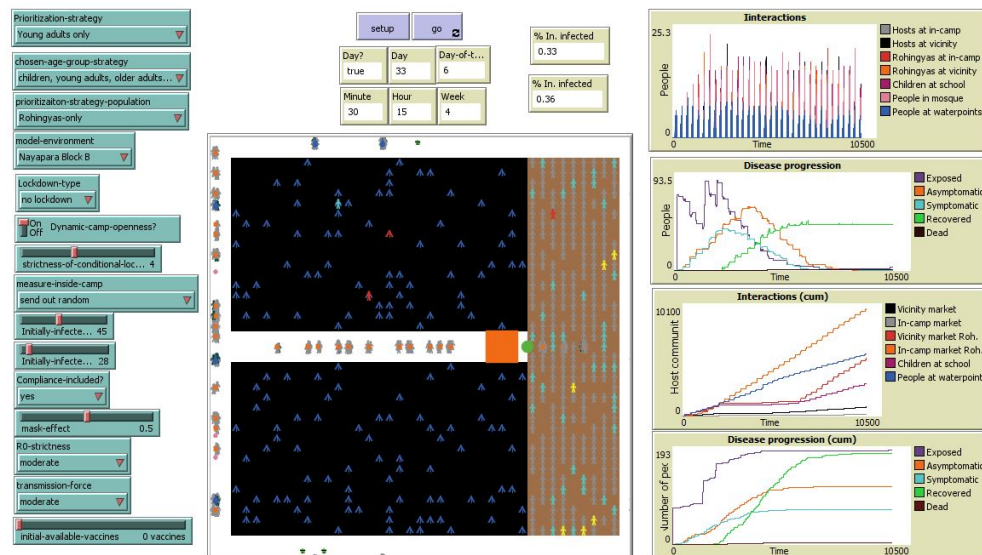 Prioritization-strategy
Young adults only
chosen-age-group-strategy
children, young adults, older adults...
prioritizaiton-strategy-population
Rohingyas-only
model-environment
Nayapara Block B
Lockdown-type
no lockdown
On
Off
Dynamic-camp-openness?
strictness-of-conditional-loc... 4
measure-inside-camp
send out random
Initially-infecte... 45
Initially-infecte... 28
Compliance-included?
yes
mask-effect 0.5
R0-strictness
moderate
transmission-force
moderate
initial-available-vaccines 0 vaccines
setup
go
Day?
true
Day
33
Day-of-t...
6
Minute
30
Hour
15
Week
4
% In. infected
0.33
% In. infected
0.36
Iinteractions
25.3
People
0
0
Time
10500
Hosts at in-camp
Hosts at vicinity
Rohingyas at in-camp
Rohingyas at vicinity
Children at school
People in mosque
People at waterpoints
Disease progression
93.5
People
0
0
Time
10500
Exposed
Asymptomatic
Symptomatic
Recovered
Dead
Interactions (cum)
10100
Host communit
0
0
Time
10500
Vicinity market
In-camp market
Vicinity market Roh.
In-camp market Roh.
Children at school
People at waterpoint
Disease progression (cum)
193
Number of pec
0
0
Time
10500
Exposed
Asymptomatic
Symptomatic
Recovered
Dead